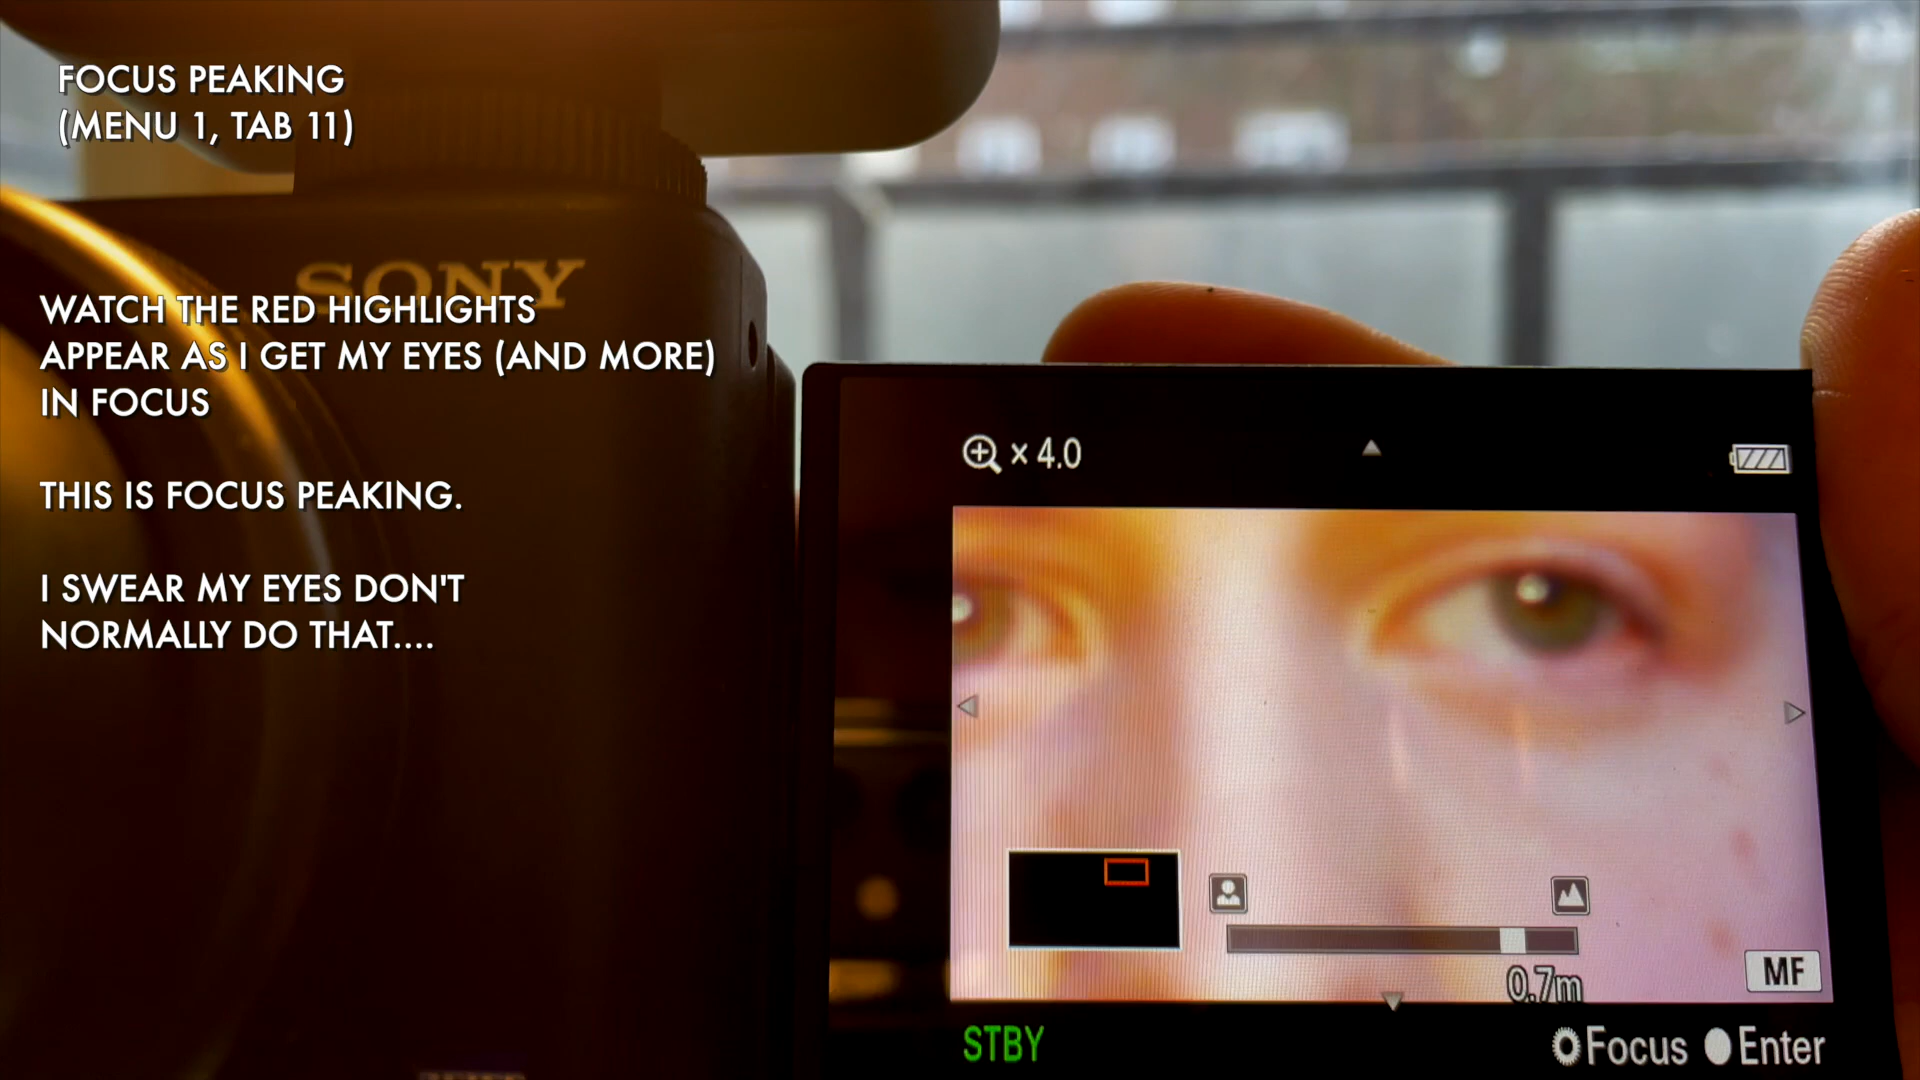 FOCUS PEAKING
(MENU 1, TAB 11)
SONY
WATCH THE RED HIGHLIGHTS
APPEAR AS I GET MY EYES (AND MORE)
IN FOCUS
THIS IS FOCUS PEAKING.
I SWEAR MY EYES DON'T
NORMALLY DO THAT....
× 4.0
0.7m
MF
STBY
Focus
Enter